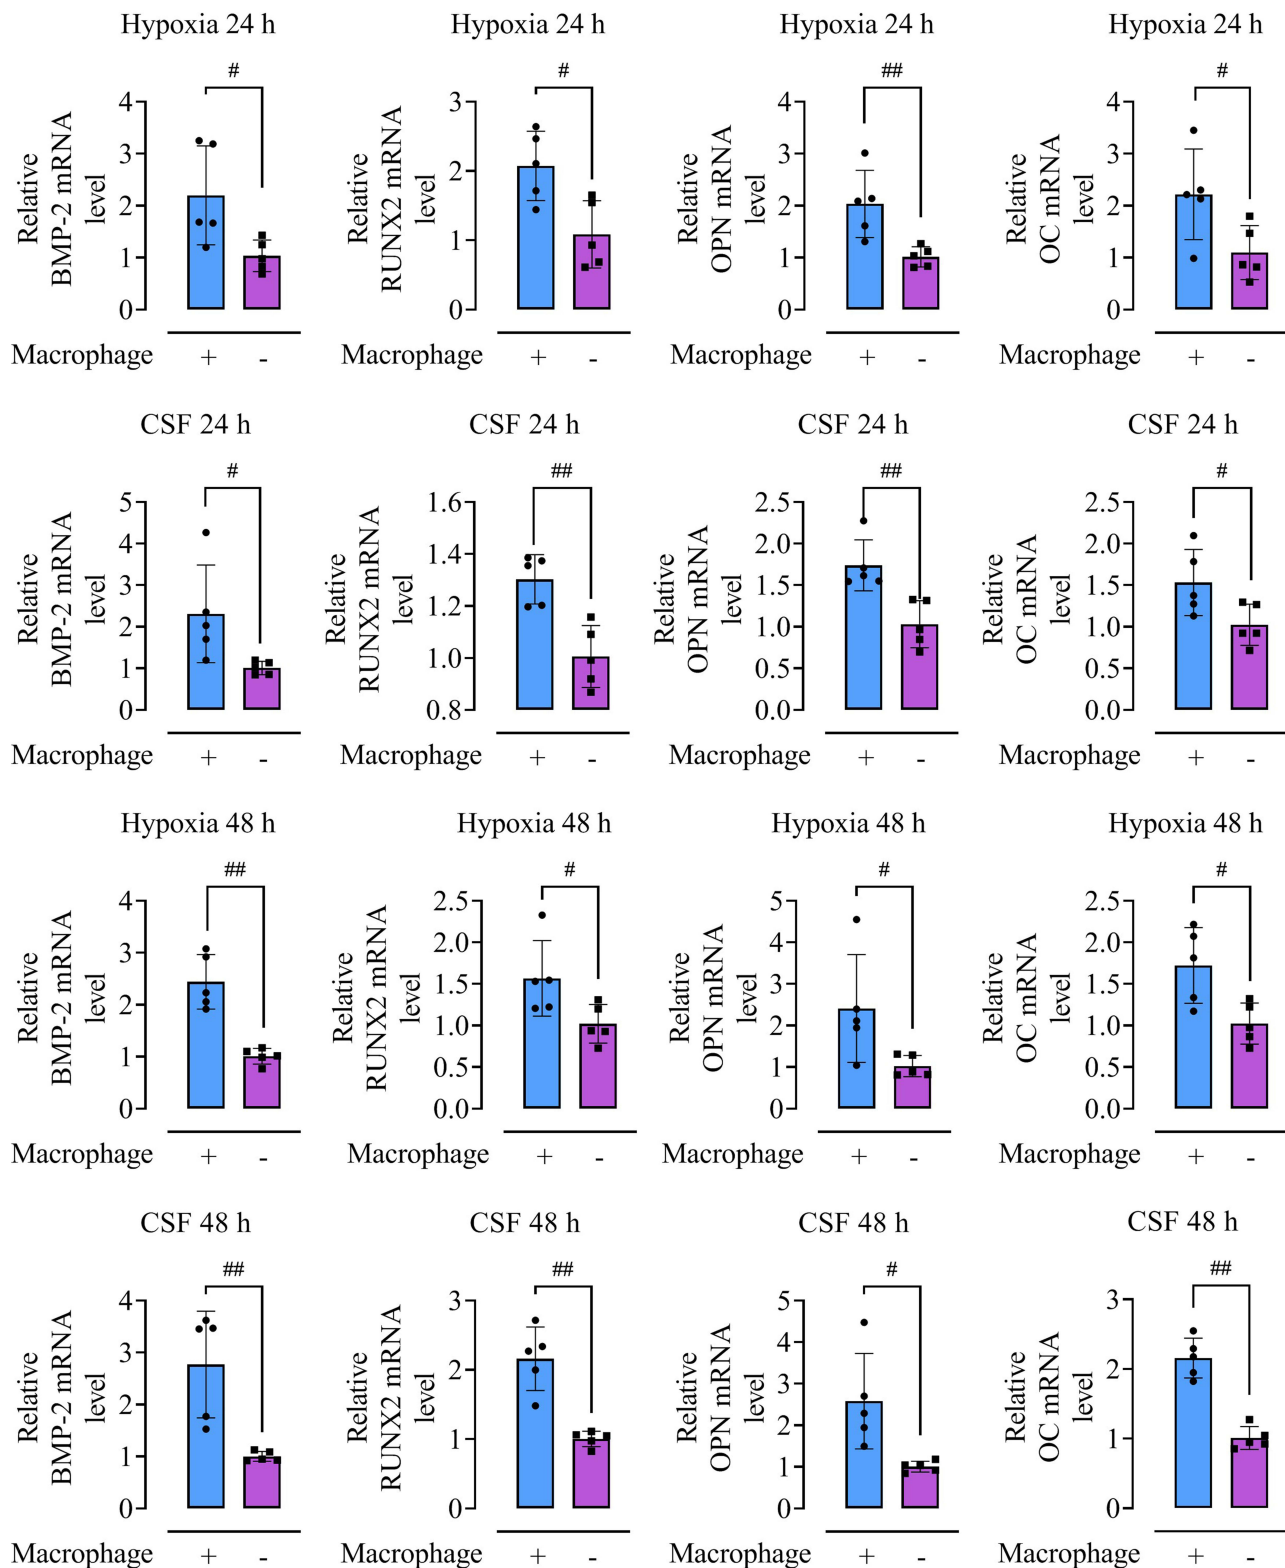 Hypoxia 24 h
#
Relative
BMP-2 mRNA
level
4
3
2
1
0
Macrophage + -
Hypoxia 24 h
#
Relative
RUNX2 mRNA
level
3
2
1
0
Macrophage + -
Hypoxia 24 h
##
Relative
OPN mRNA
level
4
3
2
1
0
Macrophage + -
Hypoxia 24 h
#
Relative
OC mRNA
level
4
3
2
1
0
Macrophage + -
CSF 24 h
#
Relative
BMP-2 mRNA
level
5
4
3
2
1
0
Macrophage + -
CSF 24 h
##
Relative
RUNX2 mRNA
level
1.6
1.4
1.2
1.0
0.8
Macrophage + -
CSF 24 h
##
Relative
OPN mRNA
level
2.5
2.0
1.5
1.0
0.5
0.0
Macrophage + -
CSF 24 h
#
Relative
OC mRNA
level
2.5
2.0
1.5
1.0
0.5
0.0
Macrophage + -
Hypoxia 48 h
##
Relative
BMP-2 mRNA
level
4
3
2
1
0
Macrophage + -
Hypoxia 48 h
#
Relative
RUNX2 mRNA
level
2.5
2.0
1.5
1.0
0.5
0.0
Macrophage + -
Hypoxia 48 h
#
Relative
OPN mRNA
level
5
4
3
2
1
0
Macrophage + -
Hypoxia 48 h
#
Relative
OC mRNA
level
2.5
2.0
1.5
1.0
0.5
0.0
Macrophage + -
CSF 48 h
##
Relative
BMP-2 mRNA
level
4
3
2
1
0
Macrophage + -
CSF 48 h
##
Relative
RUNX2 mRNA
level
3
2
1
0
Macrophage + -
CSF 48 h
#
Relative
OPN mRNA
level
5
4
3
2
1
0
Macrophage + -
CSF 48 h
##
Relative
OC mRNA
level
3
2
1
0
Macrophage + -